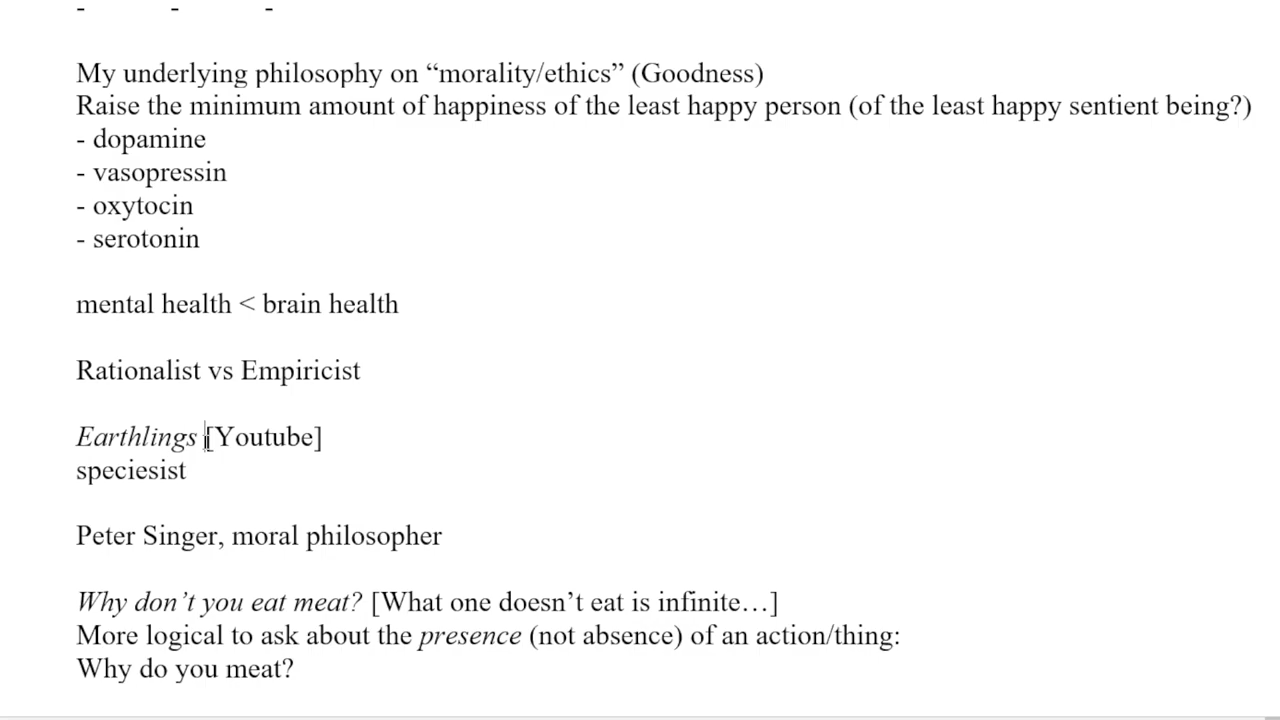 - - -
My underlying philosophy on “morality/ethics” (Goodness)
Raise the minimum amount of happiness of the least happy person (of the least happy sentient being?)
- dopamine
- vasopressin
- oxytocin
- serotonin
mental health < brain health
Rationalist vs Empiricist
Earthlings [Youtube]
speciesist
Peter Singer, moral philosopher
Why don’t you eat meat? [What one doesn’t eat is infinite…]
More logical to ask about the presence (not absence) of an action/thing:
Why do you meat?